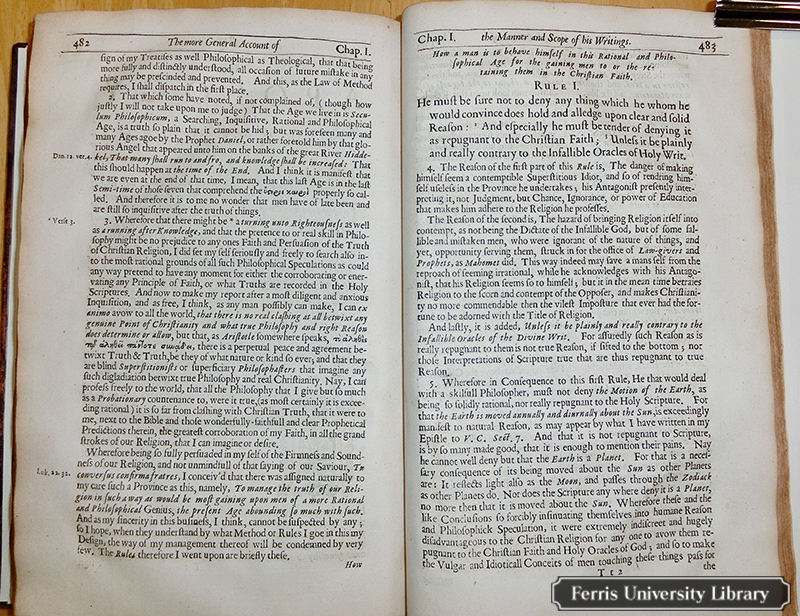 482 The more General Account of Chap. I.
sign of my Treatises as well Philosophical as Theological, that that being
more fully and distinctly understood, all occasion of future mistake in any
thing may be prescinded and prevented. And this, as the Law of Method
requires, I shall dispatch in the first place.
2. That which some have noted, if not complained of, (though how
justly I will not take upon me to judge) That the Age we live in is Secu-
lum Philosophicum, a Searching, Inquisitive, Rational and Philosophical
Age, is a truth so plain that it cannot be hid; but was foreseen many and
many Ages agoe by the Prophet Daniel, or rather foretold him by that glo-
rious Angel that appeared unto him on the banks of the great River Hidde-
Dan. 12. ver. 4. kel, That many shall run to and fro, and knowledge shall be increased: That
this should happen at the time of the End. And I think it is manifest that
we are even at the end of that time, I mean, that this last Age is in the last
Semi-time of those seven that comprehend the ὕστεροι καιροὶ properly so cal-
led. And therefore it is to me no wonder that men have of late been and
are still so inquisitive after the truth of things.
* Verse 3. 3. Wherefore that there might be * a turning unto Righteousness as well
as a running after Knowledge, and that the pretence to or real skill in Philo-
sophy might be no prejudice to any ones Faith and Persuasion of the Truth
of Christian Religion, I did set my self seriously and freely to search also in-
to the most rational grounds of all such Philosophical Speculations as could
any way pretend to have any moment for either the corroborating or ener-
vating any Principle of Faith, or what Truths are recorded in the Holy
Scriptures. And now to make my report after a most diligent and anxious
Inquisition, and as free, I think, as any man possibly can make, I can ex
animo avow to all the world, that there is no real clashing at all betwixt any
genuine Point of Christianity and what true Philosophy and right Reason
does determine or allow, but that, as Aristotle somewhere speaks,
there is a perpetual peace and agreement be-
twixt Truth & Truth, be they of what nature or kind so ever; and that they
are blind Superstitionists or superficiary Philosophasters that imagine any
such digladiation betwixt true Philosophy and real Christianity. Nay, I can
profess freely to the world, that all the Philosophy that I give but so much
as a Probationary countenance to, were it true, (as most certainly it is exceed-
ing rational) it is so far from clashing with Christian Truth, that it were to
me, next to the Bible and those wonderfully-faithfull and clear Prophetical
Predictions therein, the greatest corroboration of my Faith, in all the grand
strokes of our Religion, that I can imagine or desire.
Wherefore being so fully persuaded in my self of the Firmness and Sound-
ness of our Religion, and not unmindfull of that saying of our Saviour, Tu
Luk. 22. 32. conversus confirma fratres, I conceiv'd that there was assigned naturally to
my care such a Province as this, namely, To manage the truth of our Reli-
gion in such a way as would be most gaining upon men of a more Rational
and Philosophical Genius, the present Age abounding so much with such.
And as my sincerity in this business, I think, cannot be suspected by any;
so I hope, when they understand by what Method or Rules I goe in this my
Design, the way of my management thereof will be condemned by very
few. The Rules therefore I went upon are briefly these.
How
Chap. I. the Manner and Scope of his Writings. 483
How a man is to behave himself in this Rational and Philo-
sophical Age for the gaining men to or the re-
taining them in the Christian Faith.
RULE I.
He must be sure not to deny any thing which he whom he
would convince does hold and alledge upon clear and solid
Reason: And especially he must be tender of denying it
as repugnant to the Christian Faith; Unless it be plainly
and really contrary to the Infallible Oracles of Holy Writ.
4. The Reason of the first part of this Rule is, The danger of making
himself seem a contemptible Superstitious Idiot, and so of rendring him-
self useless in the Province he undertakes; his Antagonist presently inter-
preting it, not Judgment, but Chance, Ignorance, or power of Education
that makes him adhere to the Religion he professes.
The Reason of the second is, The hazard of bringing Religion it self into
contempt, as not being the Dictate of the Infallible God, but of some fal-
lible and mistaken men, who were ignorant of the nature of things, and
yet, opportunity serving them, struck in for the office of Law-givers and
Prophets, as Mahomet did. This way indeed may save a man self from the
reproach of seeming irrational, while he acknowledges with his Antago-
nist, that his Religion seems so to himself; but it in the mean time betraies
Religion to the scorn and contempt of the Opposer, and makes Christiani-
ty no more commendable then the vilest Imposture that ever had the for-
tune to be adorned with the Title of Religion.
And lastly, it is added, Unless it be plainly and really contrary to the
Infallible Oracles of the Divine Writ. For assuredly such Reason as is
really repugnant to them is not true Reason, if sifted to the bottom; nor
those Interpretations of Scripture true that are thus repugnant to true
Reason.
5. Wherefore in Consequence to this first Rule, He that would deal
with a skilfull Philosopher, must not deny the Motion of the Earth, as
being so solidly rational, nor really repugnant to the Holy Scripture. For
that the Earth is moved annually and diurnally about the Sun, is exceedingly
manifest to natural Reason, as may appear by what I have written in my
Epistle to V. C. Sect. 7. And that it is not repugnant to Scripture,
is by so many made good, that it is enough to mention their pains. Nay
he cannot well deny but that the Earth is a Planet. For that is a neces-
sary consequence of its being moved about the Sun as other Planets
are: It reflects light also as the Moon, and passes through the Zodiack
as other Planets do. Nor does the Scripture any where deny it is a Planet,
no more then that it is moved about the Sun. Wherefore these and the
like Conclusions so forcibly insinuating themselves into humane Reason
and Philosophick Speculation, it were extremely indiscreet and hugely
disadvantageous to the Christian Religion for any one to avow them re-
pugnant to the Christian Faith and Holy Oracles of God; and so to make
the Vulgar and Idioticall Conceits of men touching these things pass for
T t 2 the
Ferris University Library